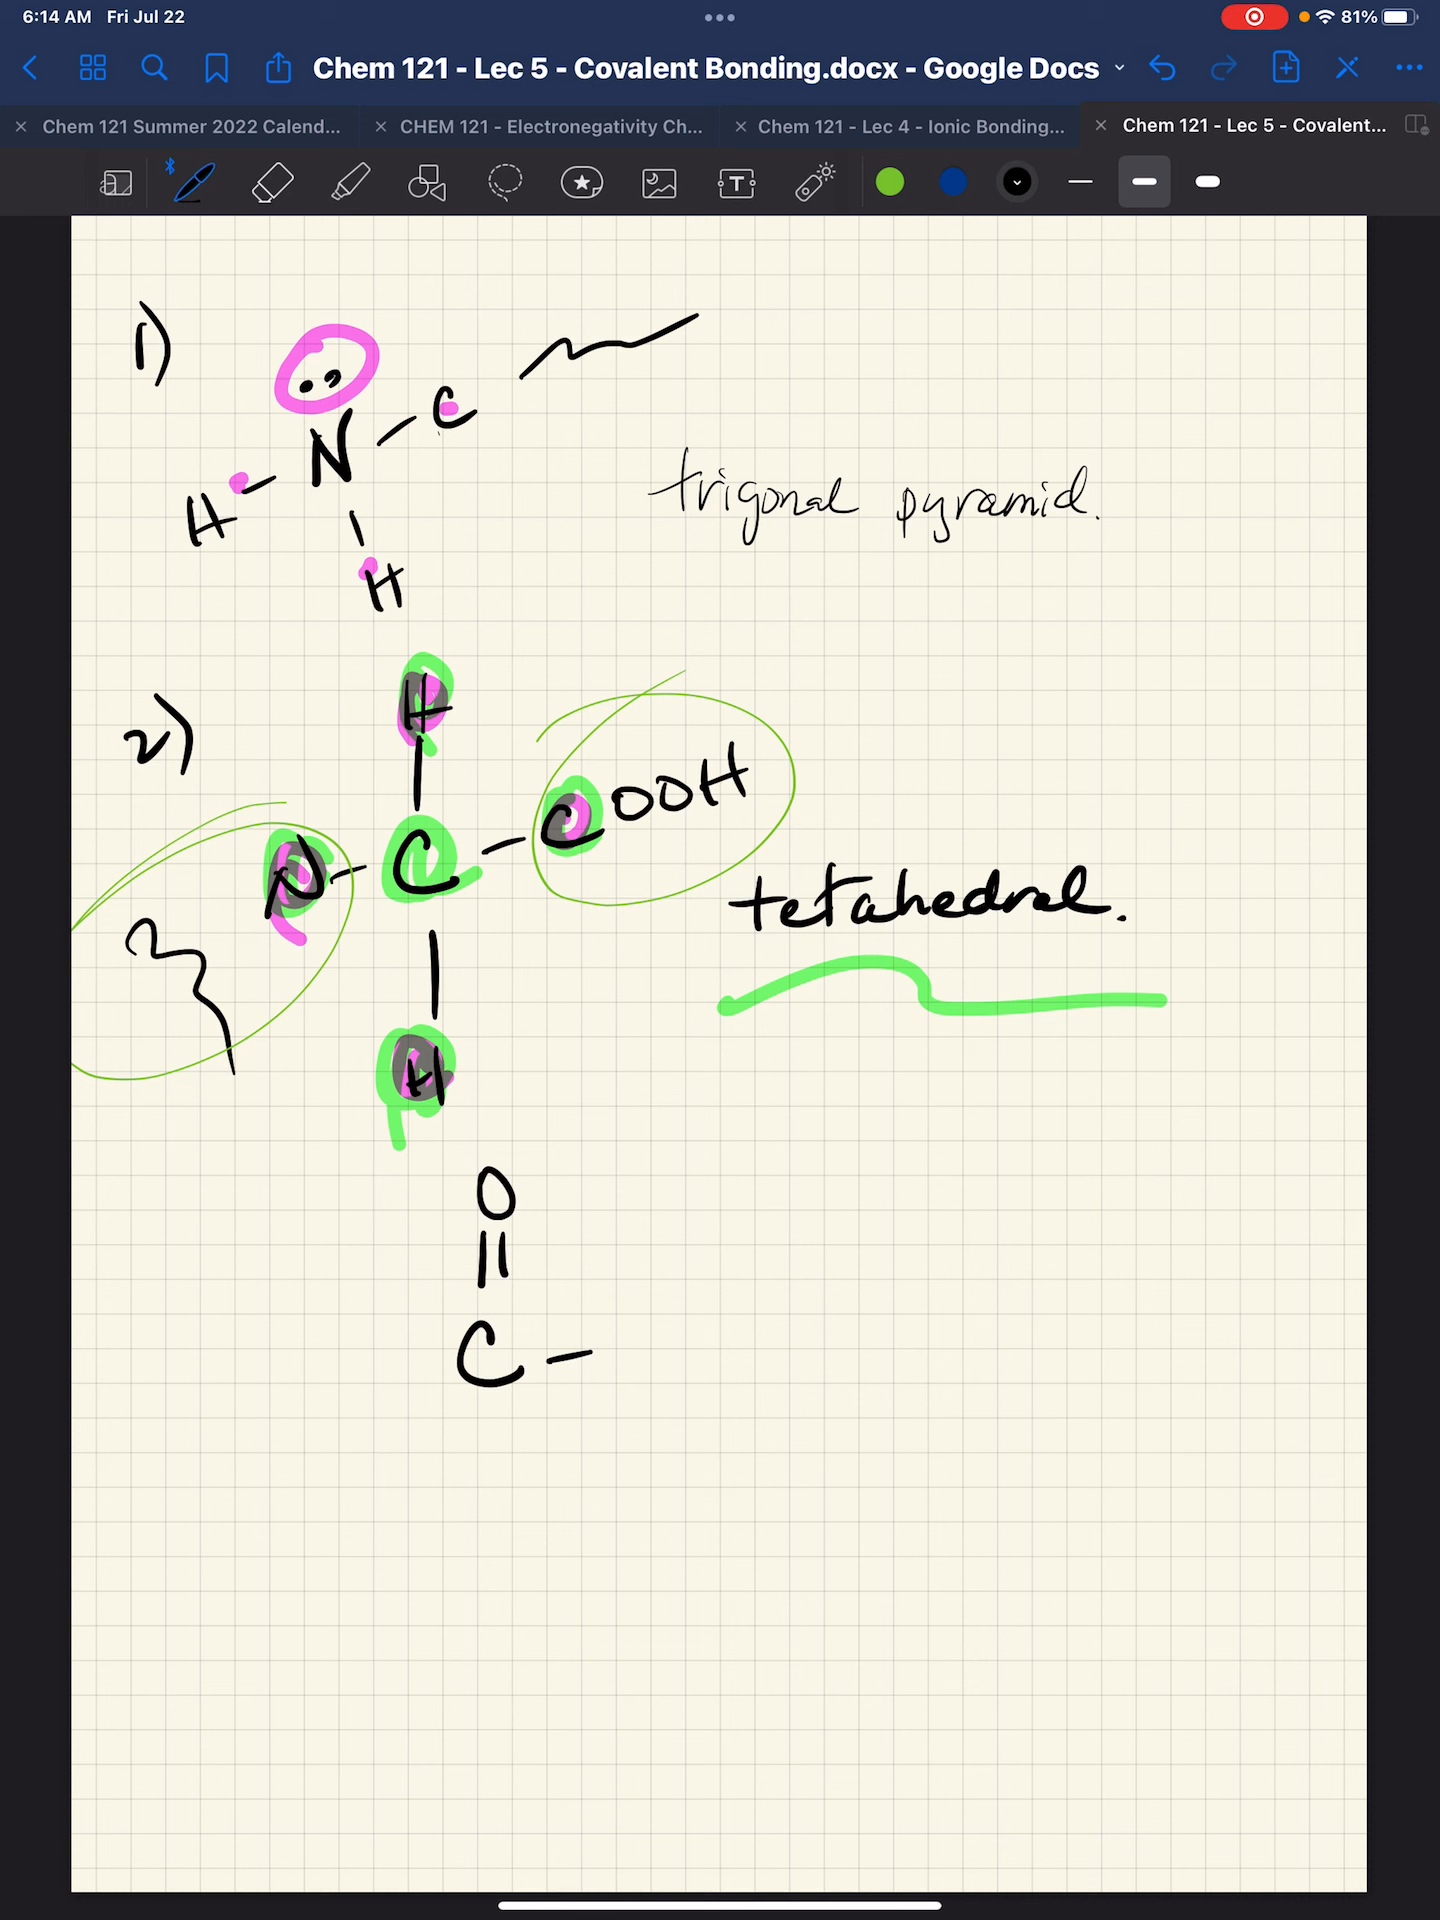 6:14 AM Fri Jul 22
81%
Chem 121 - Lec 5 - Covalent Bonding.docx - Google Docs
Chem 121 Summer 2022 Calend...
CHEM 121 - Electronegativity Ch...
Chem 121 - Lec 4 - Ionic Bonding...
Chem 121 - Lec 5 - Covalent...
T
1)
N - C
H -
trigonal pyramid.
H
2)
H
N - C - COOH
tetahedral.
H
O
C -